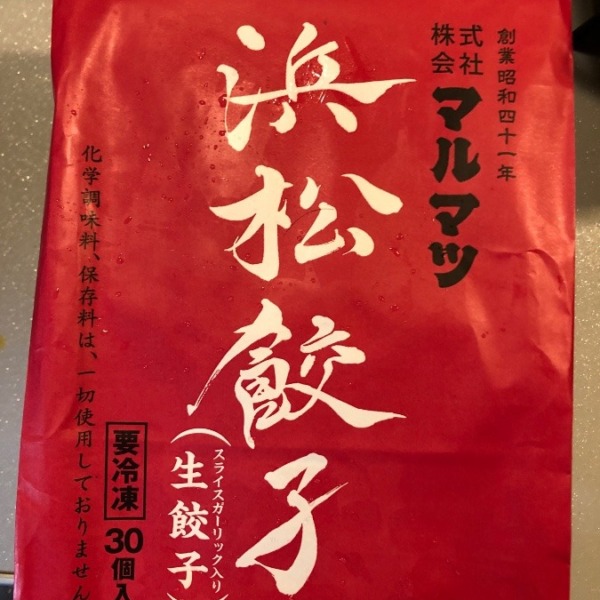 創業昭和四十一年
株式会社
マルマツ
浜松餃子
スライスガーリック入り
(生餃子)
要冷凍
30個入
化学調味料、保存料は、一切使用しておりません